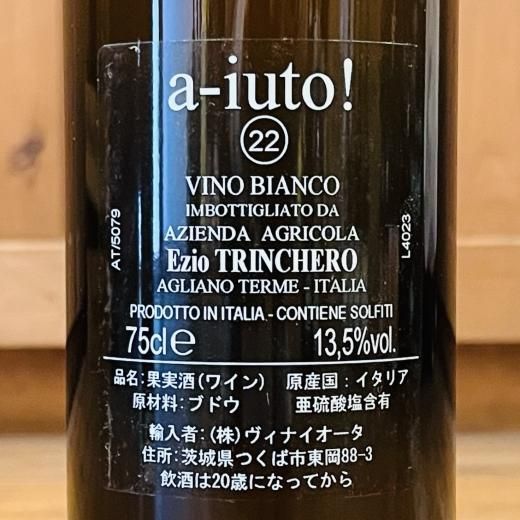 a-iuto!
22
VINO BIANCO
IMBOTTIGLIATO DA
AZIENDA AGRICOLA
Ezio TRINCHERO
AGLIANO TERME - ITALIA
PRODOTTO IN ITALIA - CONTIENE SOLFITI
75cl e 13,5%vol.
AT/5079
L4023
品名:果実酒(ワイン) 原産国:イタリア
原材料:ブドウ 亜硫酸塩含有
輸入者:(株)ヴィナイオータ
住所:茨城県つくば市東岡88-3
飲酒は20歳になってから